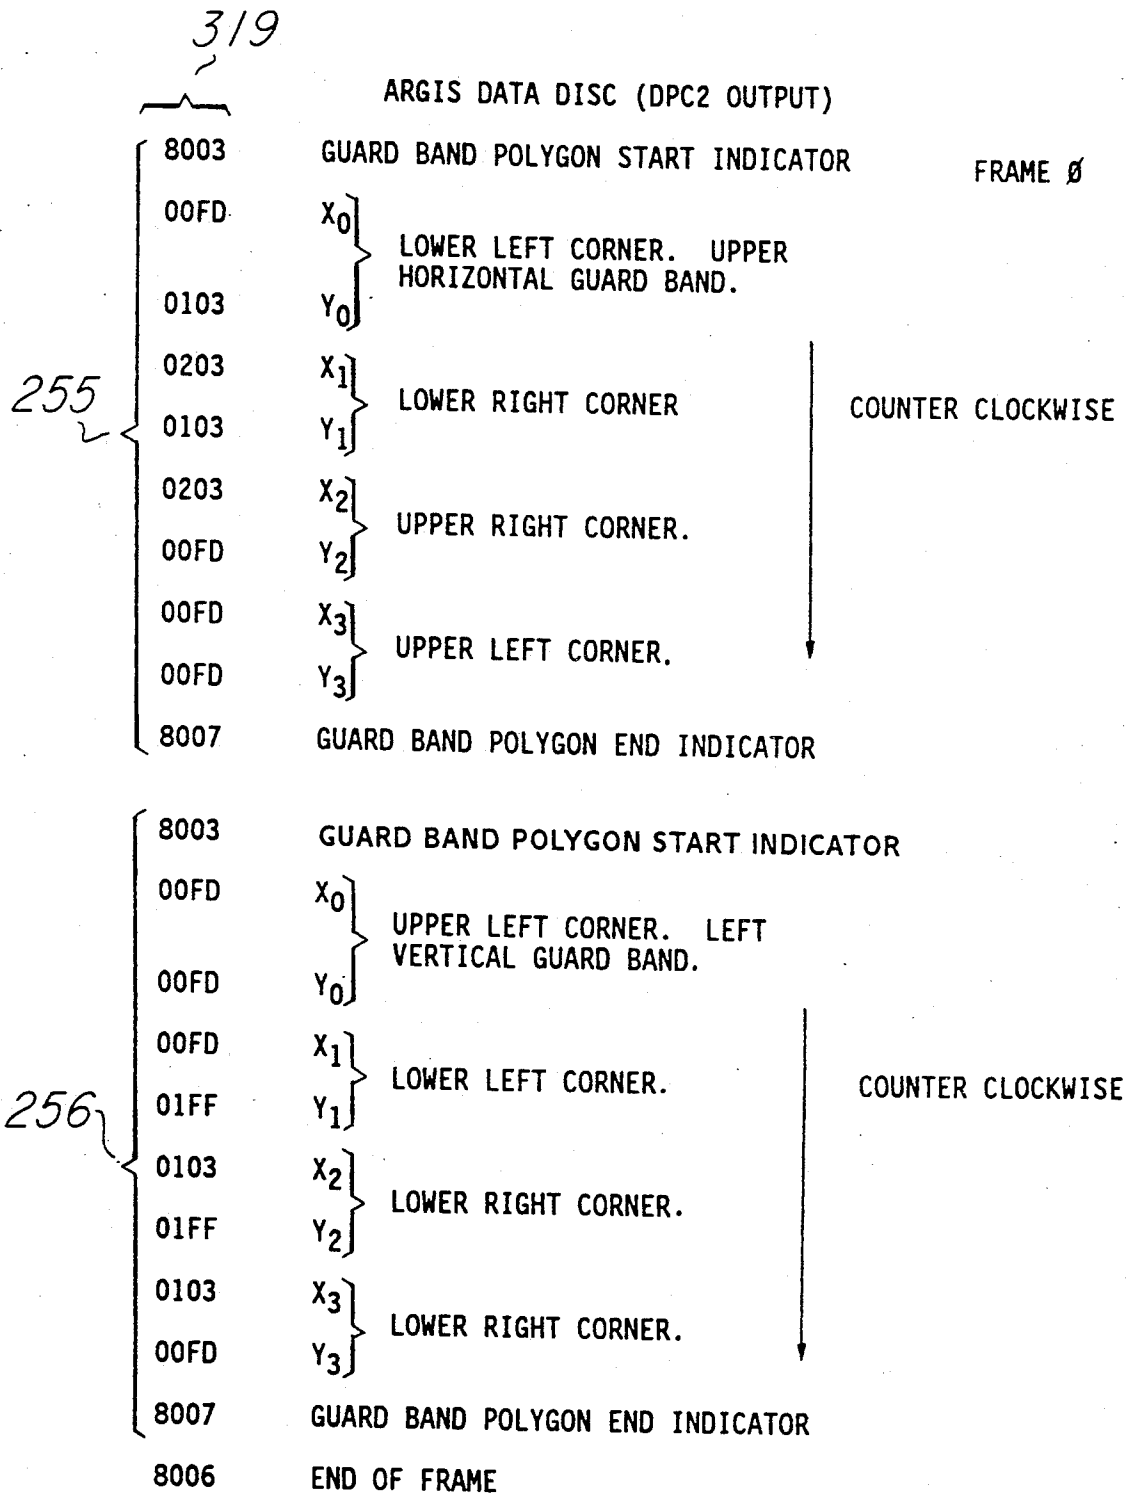 319
ARGIS DATA DISC (DPC2 OUTPUT)
8003 GUARD BAND POLYGON START INDICATOR FRAME Ø
00FD X0
LOWER LEFT CORNER. UPPER
HORIZONTAL GUARD BAND.
0103 Y0
0203 X1
255 LOWER RIGHT CORNER COUNTER CLOCKWISE
0103 Y1
0203 X2
UPPER RIGHT CORNER.
00FD Y2
00FD X3
UPPER LEFT CORNER.
00FD Y3
8007 GUARD BAND POLYGON END INDICATOR
8003 GUARD BAND POLYGON START INDICATOR
00FD X0
UPPER LEFT CORNER. LEFT
VERTICAL GUARD BAND.
00FD Y0
00FD X1
LOWER LEFT CORNER. COUNTER CLOCKWISE
256 01FF Y1
0103 X2
LOWER RIGHT CORNER.
01FF Y2
0103 X3
LOWER RIGHT CORNER.
00FD Y3
8007 GUARD BAND POLYGON END INDICATOR
8006 END OF FRAME